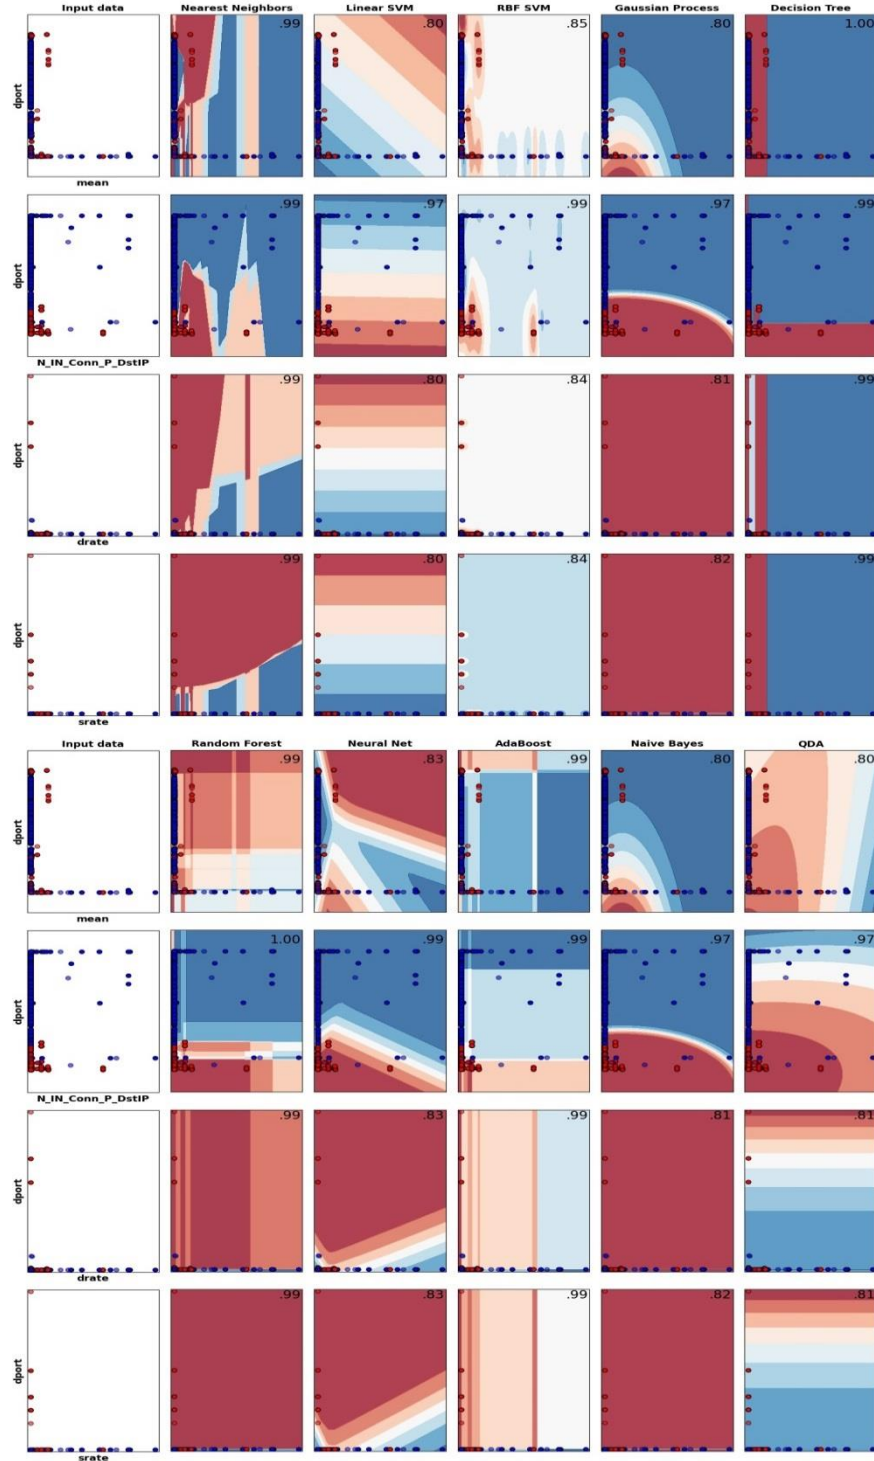 Input data Nearest Neighbors Linear SVM RBF SVM Gaussian Process Decision Tree
.99 .80 .85 .80 1.00
dport
mean
.99 .97 .99 .97 .99
dport
N_IN_Conn_P_DstIP
.99 .80 .84 .81 .99
dport
drate
.99 .80 .84 .82 .99
dport
srate
Input data Random Forest Neural Net AdaBoost Naive Bayes QDA
.99 .83 .99 .80 .80
dport
mean
1.00 .99 .99 .97 .97
dport
N_IN_Conn_P_DstIP
.99 .83 .99 .81 .81
dport
drate
.99 .83 .99 .82 .81
dport
srate